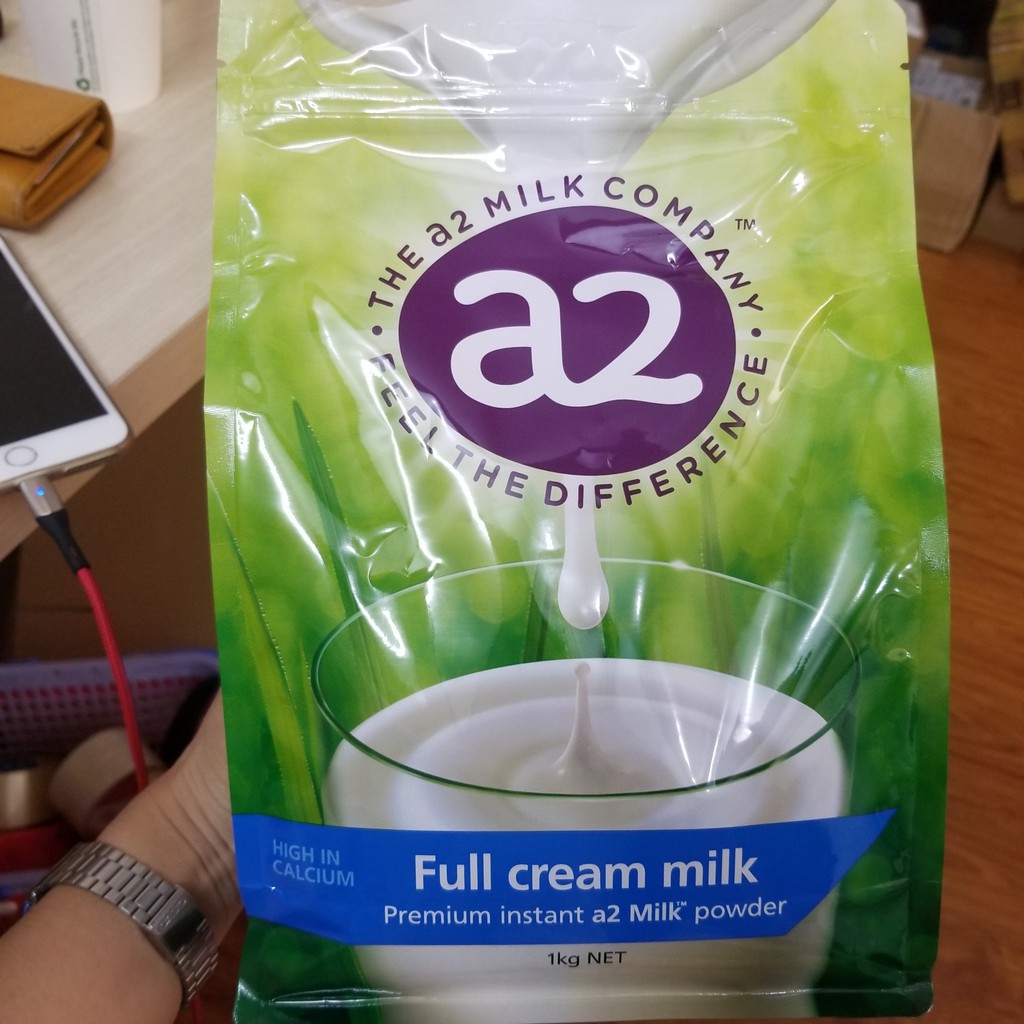 THE a2 MILK COMPANY™
a2
• FEEL THE DIFFERENCE •
HIGH IN
CALCIUM
Full cream milk
Premium instant a2 Milk™ powder
1kg NET